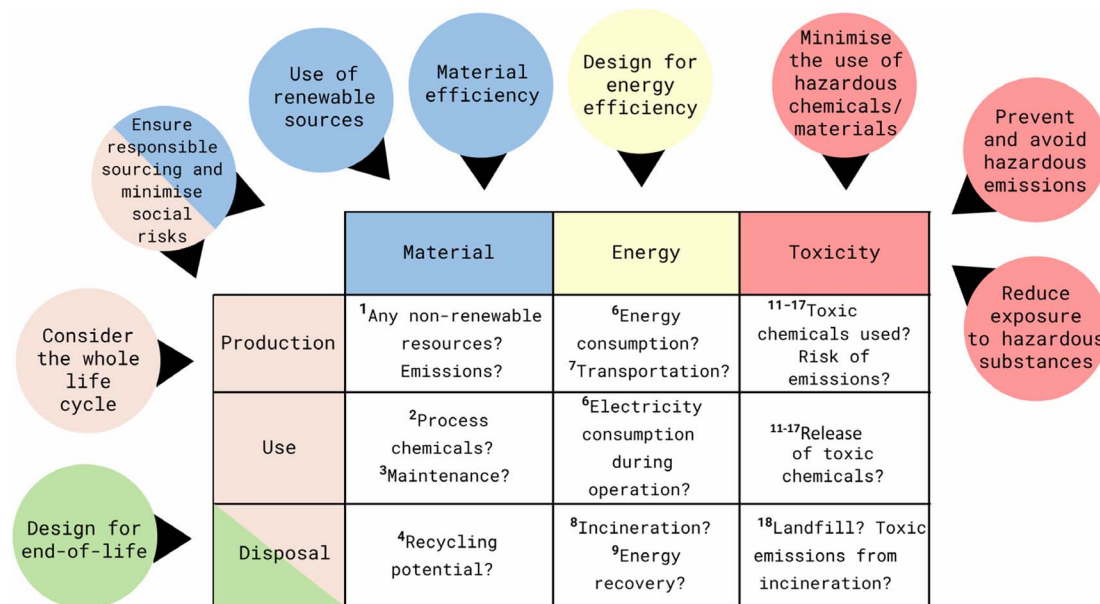 Use of
renewable
sources
Material
efficiency
Design for
energy
efficiency
Minimise
the use of
hazardous
chemicals/
materials
Prevent
and avoid
hazardous
emissions
Ensure
responsible
sourcing and
minimise
social
risks
Reduce
exposure
to hazardous
substances
Consider
the whole
life
cycle
Design for
end-of-life
Material
Energy
Toxicity
Production
¹Any non-renewable
resources?
Emissions?
⁶Energy
consumption?
⁷Transportation?
¹¹⁻¹⁷Toxic
chemicals used?
Risk of
emissions?
Use
²Process
chemicals?
³Maintenance?
⁶Electricity
consumption
during
operation?
¹¹⁻¹⁷Release
of toxic
chemicals?
Disposal
⁴Recycling
potential?
⁸Incineration?
⁹Energy
recovery?
¹⁸Landfill? Toxic
emissions from
incineration?